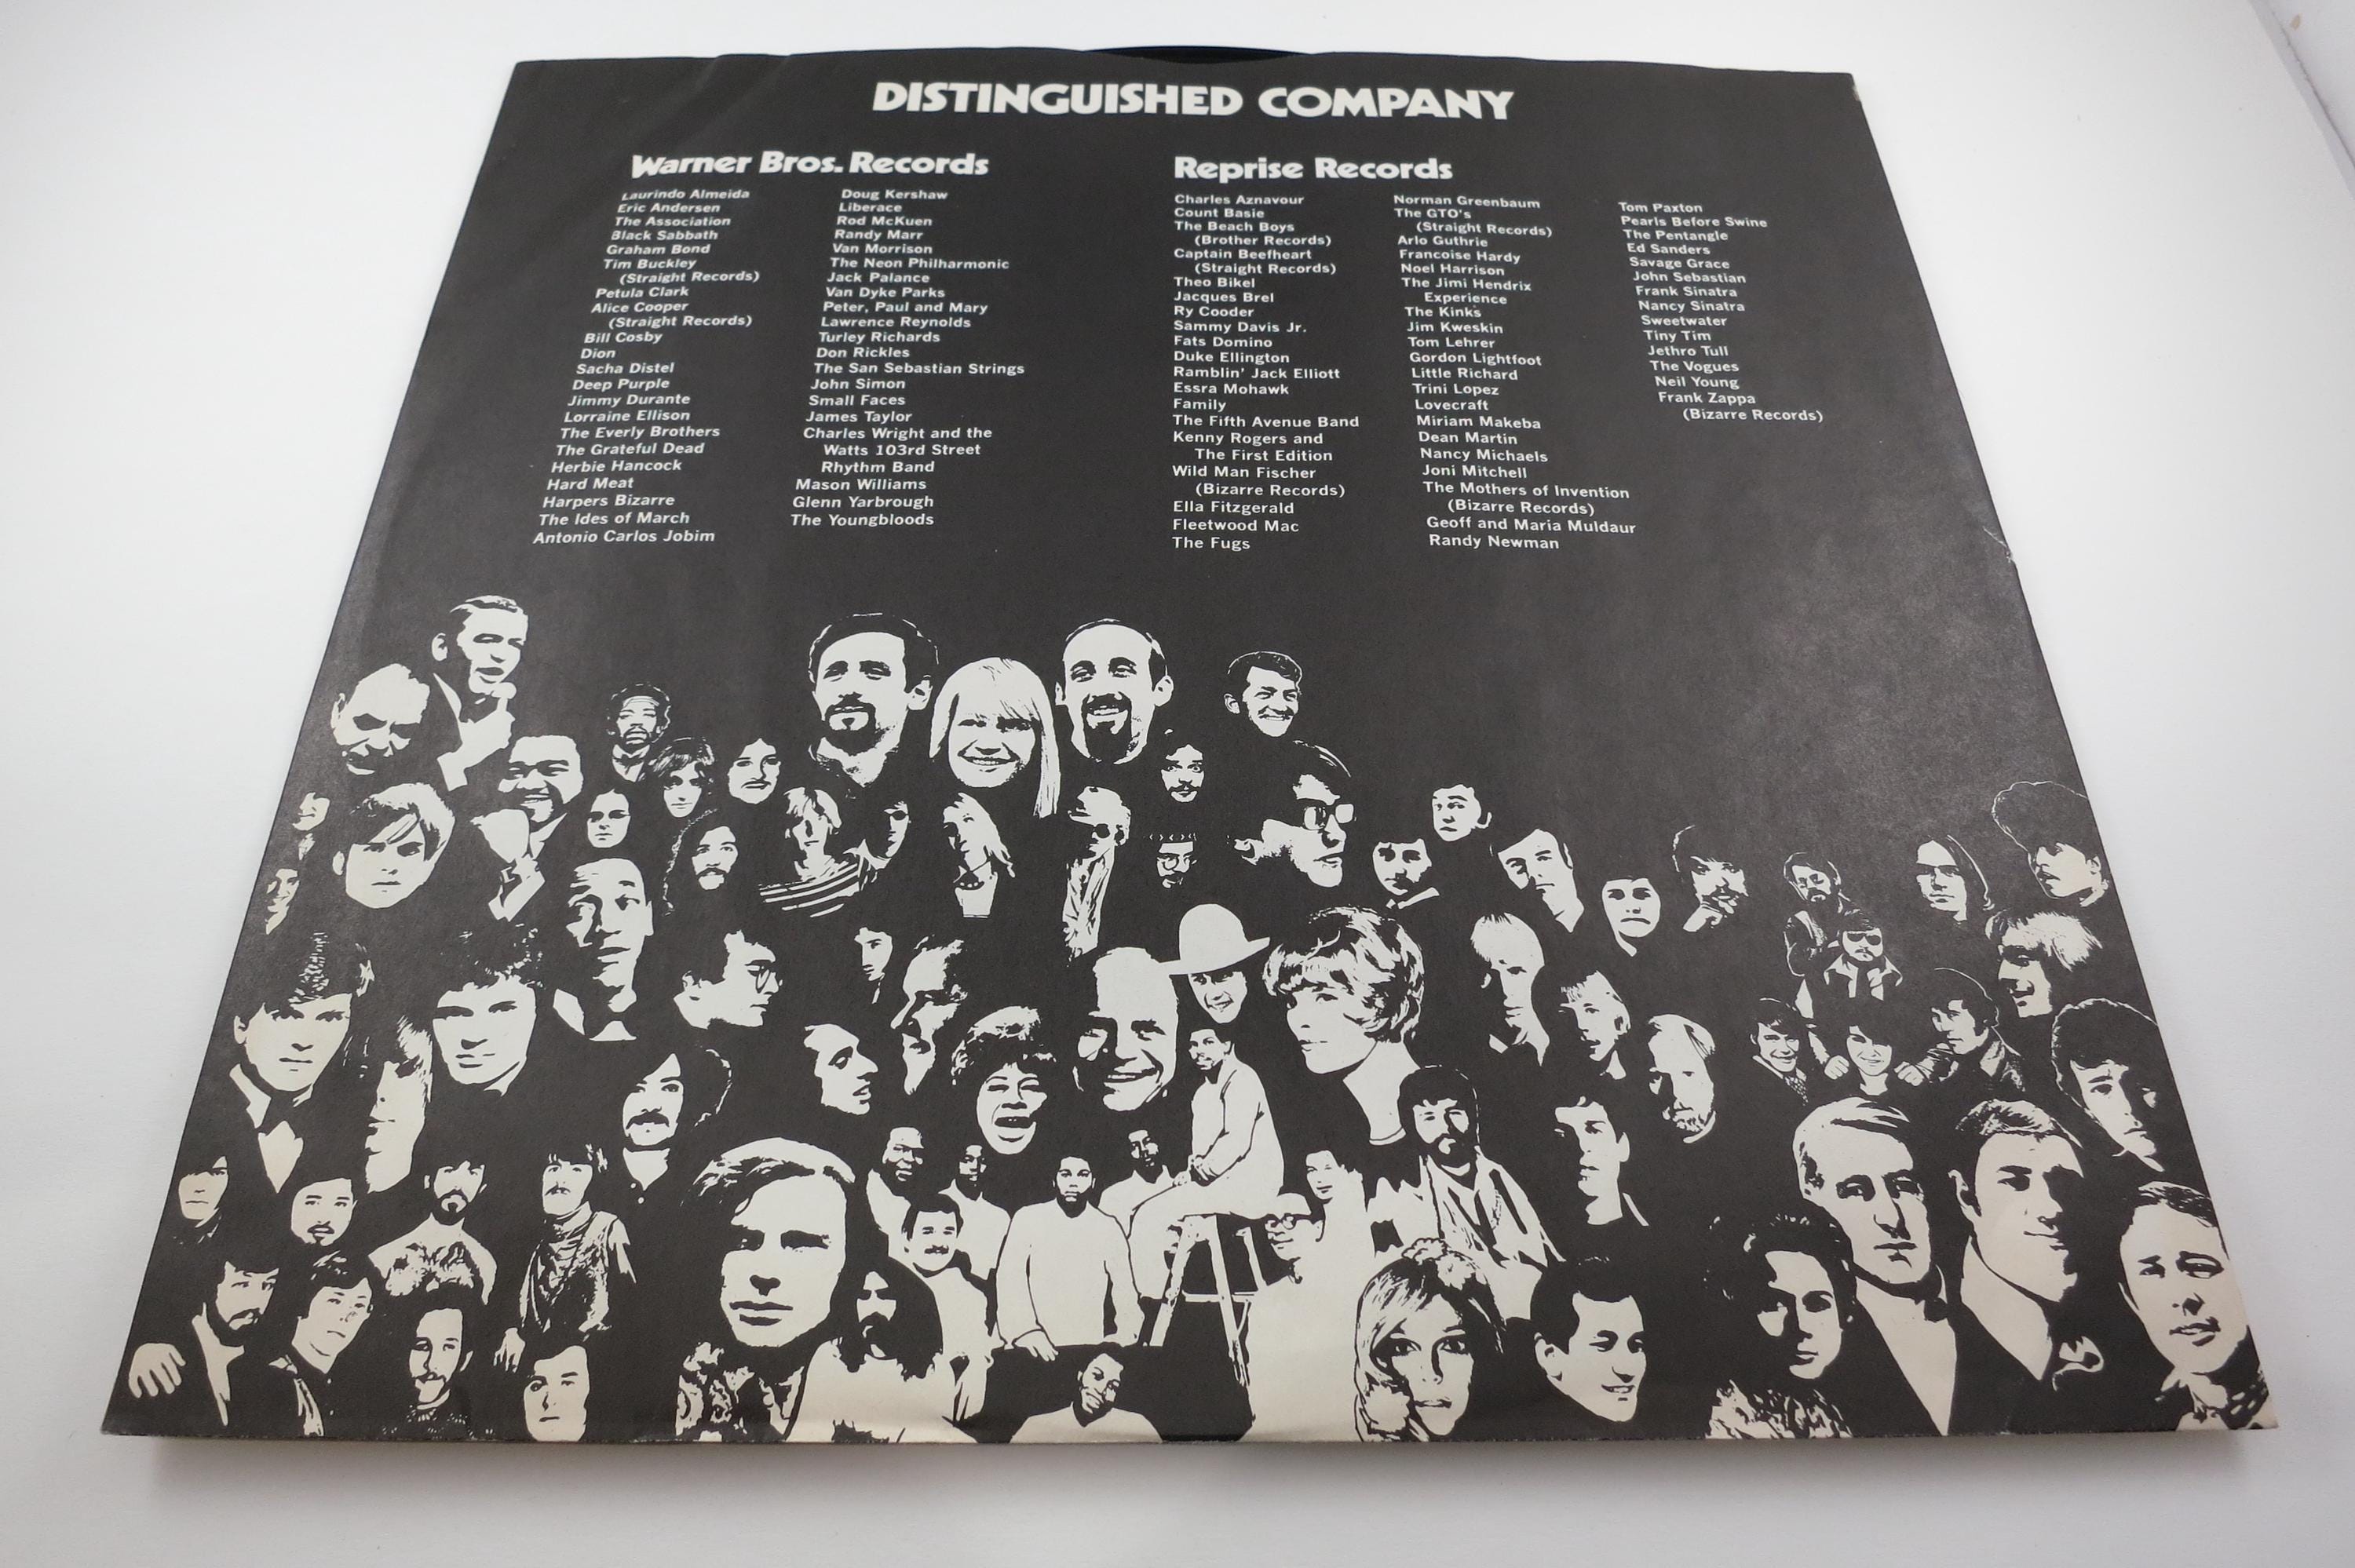 DISTINGUISHED COMPANY
Warner Bros. Records
Laurindo Almeida
Eric Andersen
The Association
Black Sabbath
Graham Bond
Tim Buckley
(Straight Records)
Petula Clark
Alice Cooper
(Straight Records)
Bill Cosby
Dion
Sacha Distel
Deep Purple
Jimmy Durante
Lorraine Ellison
The Everly Brothers
The Grateful Dead
Herbie Hancock
Hard Meat
Harpers Bizarre
The Ides of March
Antonio Carlos Jobim
Doug Kershaw
Liberace
Rod McKuen
Randy Marr
Van Morrison
The Neon Philharmonic
Jack Palance
Van Dyke Parks
Peter, Paul and Mary
Lawrence Reynolds
Turley Richards
Don Rickles
The San Sebastian Strings
John Simon
Small Faces
James Taylor
Charles Wright and the
Watts 103rd Street
Rhythm Band
Mason Williams
Glenn Yarbrough
The Youngbloods
Reprise Records
Charles Aznavour
Count Basie
The Beach Boys
(Brother Records)
Captain Beefheart
(Straight Records)
Theo Bikel
Jacques Brel
Ry Cooder
Sammy Davis Jr.
Fats Domino
Duke Ellington
Ramblin' Jack Elliott
Essra Mohawk
Family
The Fifth Avenue Band
Kenny Rogers and
The First Edition
Wild Man Fischer
(Bizarre Records)
Ella Fitzgerald
Fleetwood Mac
The Fugs
Norman Greenbaum
The GTO's
(Straight Records)
Arlo Guthrie
Francoise Hardy
Noel Harrison
The Jimi Hendrix
Experience
The Kinks
Jim Kweskin
Tom Lehrer
Gordon Lightfoot
Little Richard
Trini Lopez
Lovecraft
Miriam Makeba
Dean Martin
Nancy Michaels
Joni Mitchell
The Mothers of Invention
(Bizarre Records)
Geoff and Maria Muldaur
Randy Newman
Tom Paxton
Pearls Before Swine
The Pentangle
Ed Sanders
Savage Grace
John Sebastian
Frank Sinatra
Nancy Sinatra
Sweetwater
Tiny Tim
Jethro Tull
The Vogues
Neil Young
Frank Zappa
(Bizarre Records)